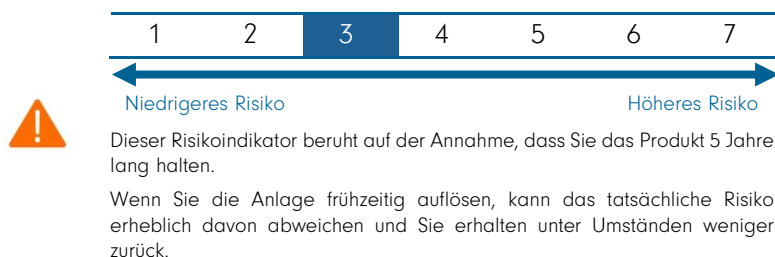 1 2 3 4 5 6 7
Niedrigeres Risiko Höheres Risiko
Dieser Risikoindikator beruht auf der Annahme, dass Sie das Produkt 5 Jahre
lang halten.
Wenn Sie die Anlage frühzeitig auflösen, kann das tatsächliche Risiko
erheblich davon abweichen und Sie erhalten unter Umständen weniger
zurück.